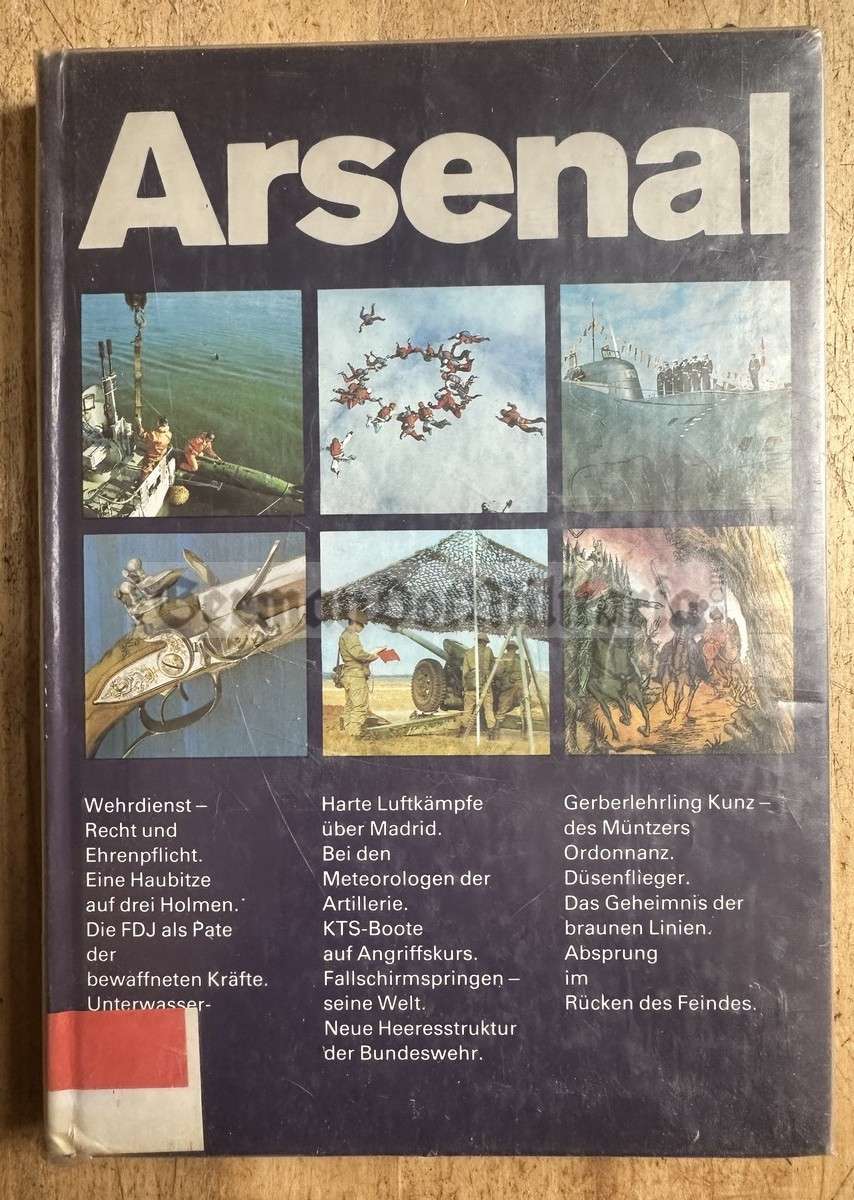 Arsenal
GermanDotMilitaria.com
Wehrdienst –
Recht und
Ehrenpflicht.
Eine Haubitze
auf drei Holmen.
Die FDJ als Pate
der
bewaffneten Kräfte.
Unterwasser-
Harte Luftkämpfe
über Madrid.
Bei den
Meteorologen der
Artillerie.
KTS-Boote
auf Angriffskurs.
Fallschirmspringen –
seine Welt.
Neue Heeresstruktur
der Bundeswehr.
Gerberlehrling Kunz –
des Müntzers
Ordonnanz.
Düsenflieger.
Das Geheimnis der
braunen Linien.
Absprung
im
Rücken des Feindes.